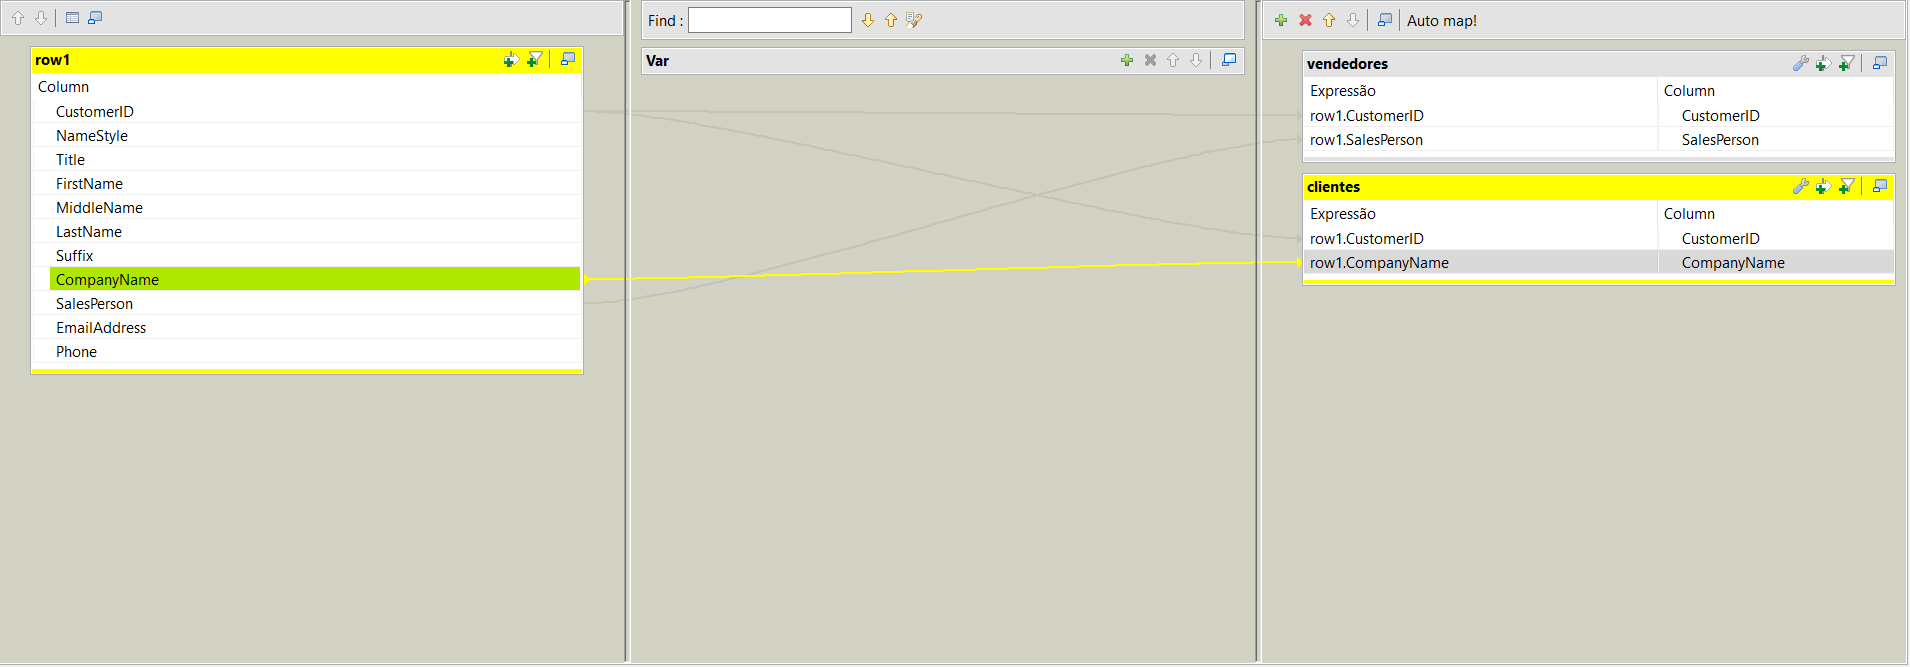 row1
Column
CustomerID
NameStyle
Title
FirstName
MiddleName
LastName
Suffix
CompanyName
SalesPerson
EmailAddress
Phone
Find :
Var
Auto map!
vendedores
Expressão Column
row1.CustomerID CustomerID
row1.SalesPerson SalesPerson
clientes
Expressão Column
row1.CustomerID CustomerID
row1.CompanyName CompanyName